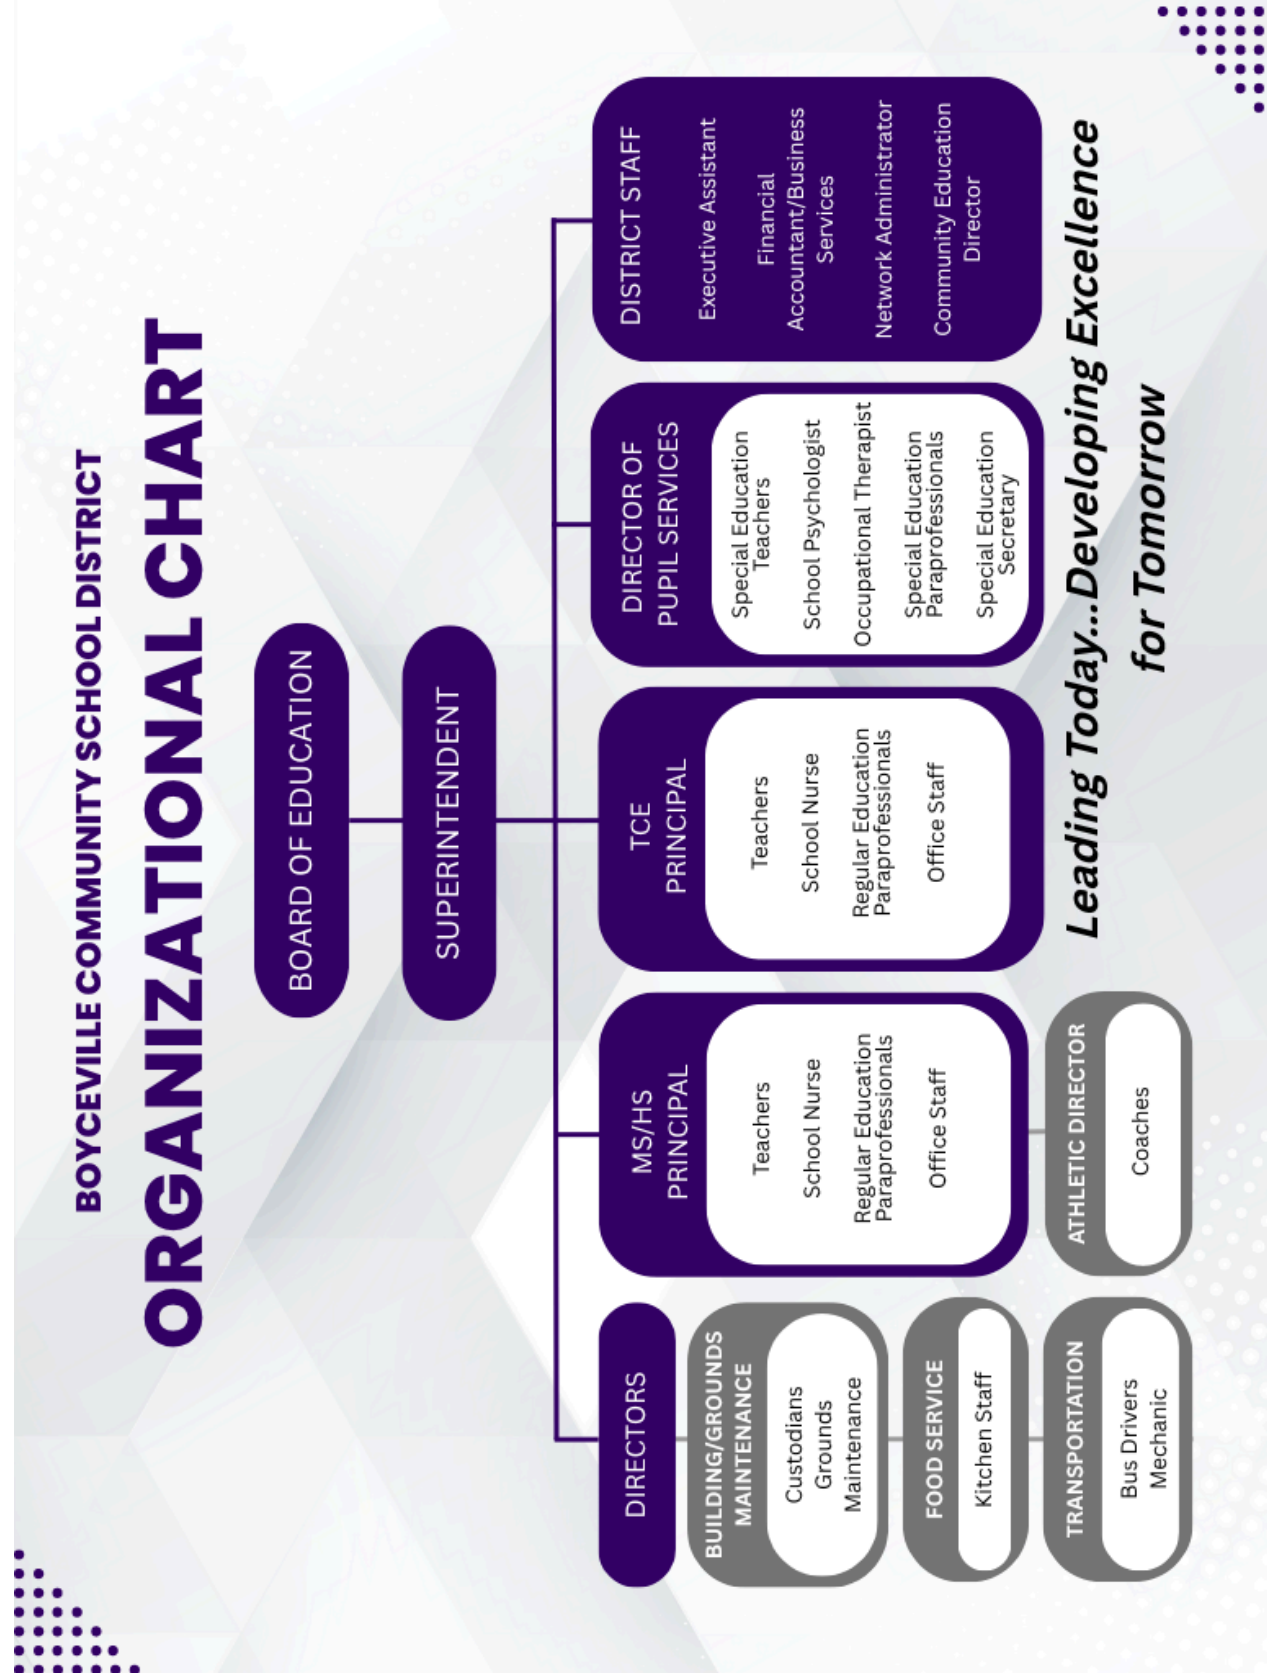 BOYCEVILLE COMMUNITY SCHOOL DISTRICT
ORGANIZATIONAL CHART
BOARD OF EDUCATION
SUPERINTENDENT
DIRECTORS
BUILDING/GROUNDS
MAINTENANCE
Custodians
Grounds
Maintenance
FOOD SERVICE
Kitchen Staff
TRANSPORTATION
Bus Drivers
Mechanic
MS/HS
PRINCIPAL
Teachers
School Nurse
Regular Education
Paraprofessionals
Office Staff
ATHLETIC DIRECTOR
Coaches
TCE
PRINCIPAL
Teachers
School Nurse
Regular Education
Paraprofessionals
Office Staff
DIRECTOR OF
PUPIL SERVICES
Special Education
Teachers
School Psychologist
Occupational Therapist
Special Education
Paraprofessionals
Special Education
Secretary
DISTRICT STAFF
Executive Assistant
Financial
Accountant/Business
Services
Network Administrator
Community Education
Director
Leading Today...Developing Excellence
for Tomorrow